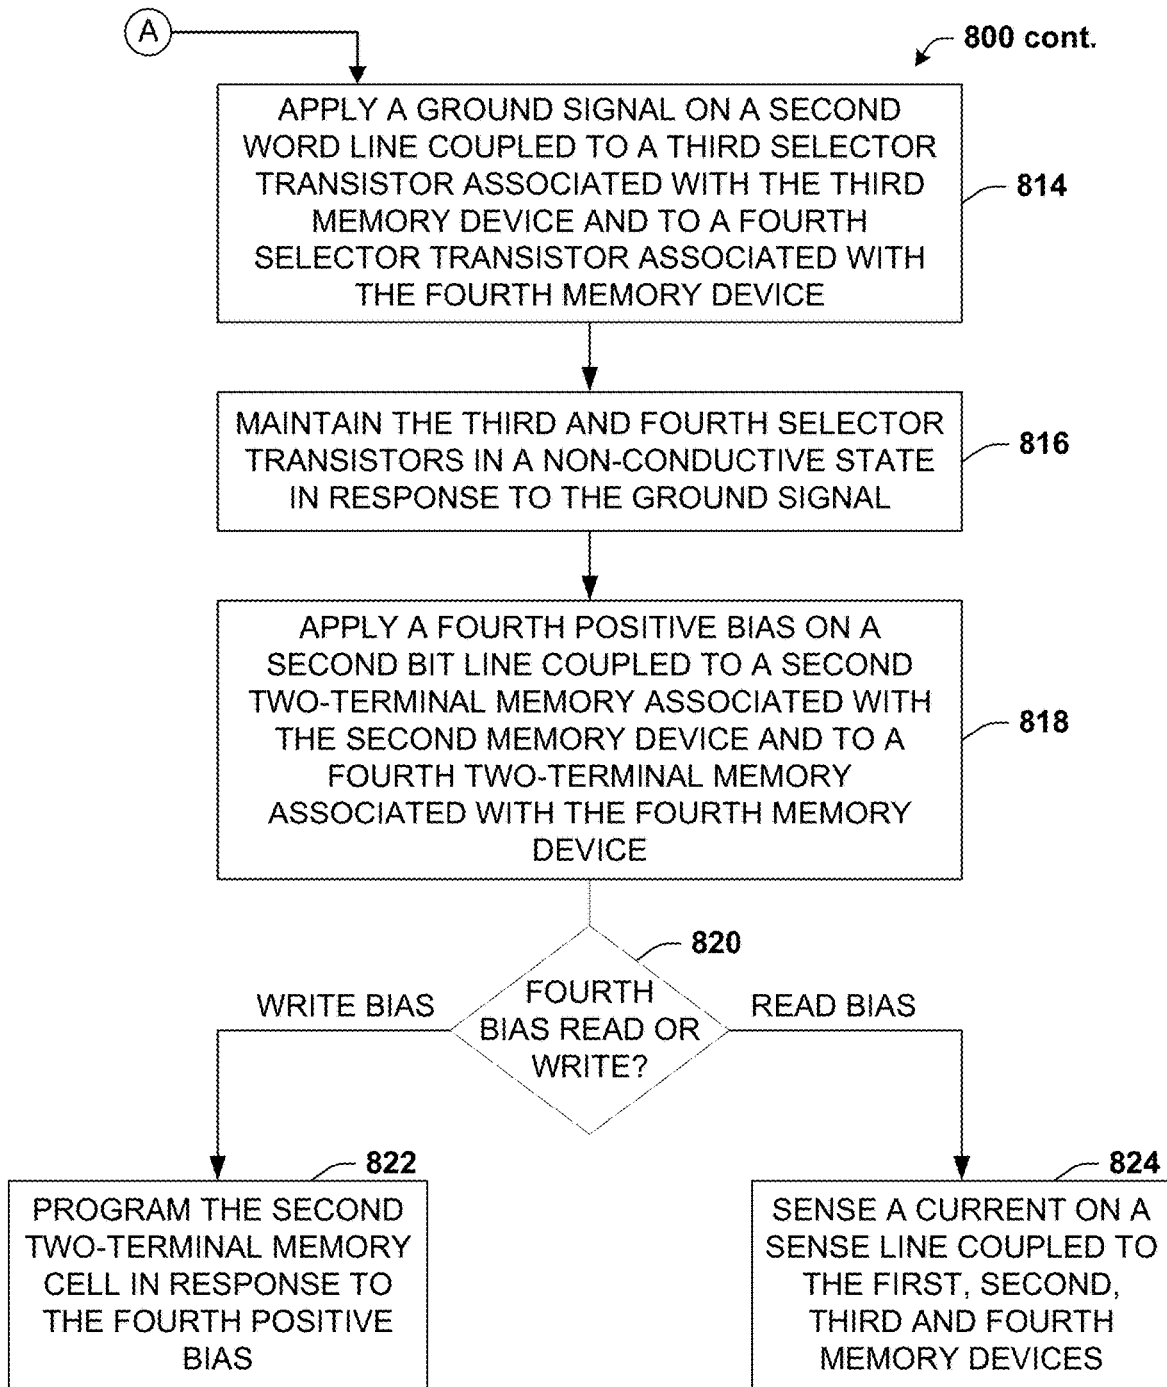 A
800 cont.
APPLY A GROUND SIGNAL ON A SECOND
WORD LINE COUPLED TO A THIRD SELECTOR
TRANSISTOR ASSOCIATED WITH THE THIRD
MEMORY DEVICE AND TO A FOURTH
SELECTOR TRANSISTOR ASSOCIATED WITH
THE FOURTH MEMORY DEVICE
814
MAINTAIN THE THIRD AND FOURTH SELECTOR
TRANSISTORS IN A NON-CONDUCTIVE STATE
IN RESPONSE TO THE GROUND SIGNAL
816
APPLY A FOURTH POSITIVE BIAS ON A
SECOND BIT LINE COUPLED TO A SECOND
TWO-TERMINAL MEMORY ASSOCIATED WITH
THE SECOND MEMORY DEVICE AND TO A
FOURTH TWO-TERMINAL MEMORY
ASSOCIATED WITH THE FOURTH MEMORY
DEVICE
818
820
FOURTH
BIAS READ OR
WRITE?
WRITE BIAS
READ BIAS
822
PROGRAM THE SECOND
TWO-TERMINAL MEMORY
CELL IN RESPONSE TO
THE FOURTH POSITIVE
BIAS
824
SENSE A CURRENT ON A
SENSE LINE COUPLED TO
THE FIRST, SECOND,
THIRD AND FOURTH
MEMORY DEVICES